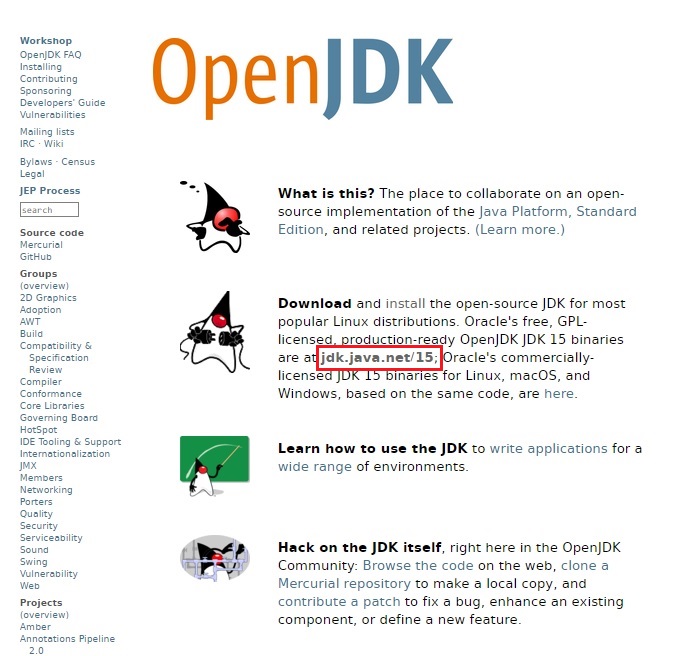 Workshop
OpenJDK FAQ
Installing
Contributing
Sponsoring
Developers' Guide
Vulnerabilities
Mailing lists
IRC · Wiki
Bylaws · Census
Legal
JEP Process
search
Source code
Mercurial
GitHub
Groups
(overview)
2D Graphics
Adoption
AWT
Build
Compatibility &
Specification
Review
Compiler
Conformance
Core Libraries
Governing Board
HotSpot
IDE Tooling & Support
Internationalization
JMX
Members
Networking
Porters
Quality
Security
Serviceability
Sound
Swing
Vulnerability
Web
Projects
(overview)
Amber
Annotations Pipeline
2.0
OpenJDK
What is this? The place to collaborate on an open-
source implementation of the Java Platform, Standard
Edition, and related projects. (Learn more.)
Download and install the open-source JDK for most
popular Linux distributions. Oracle's free, GPL-
licensed, production-ready OpenJDK JDK 15 binaries
are at jdk.java.net/15; Oracle's commercially-
licensed JDK 15 binaries for Linux, macOS, and
Windows, based on the same code, are here.
Learn how to use the JDK to write applications for a
wide range of environments.
Hack on the JDK itself, right here in the OpenJDK
Community: Browse the code on the web, clone a
Mercurial repository to make a local copy, and
contribute a patch to fix a bug, enhance an existing
component, or define a new feature.